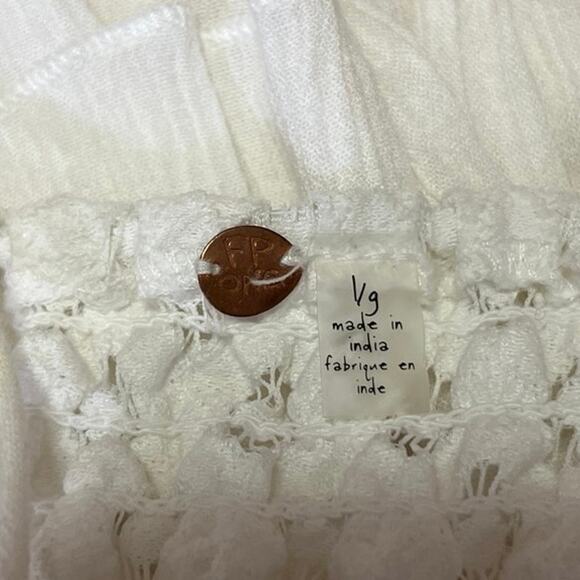 FP
ONE
l/g
made in
india
fabrique en
inde